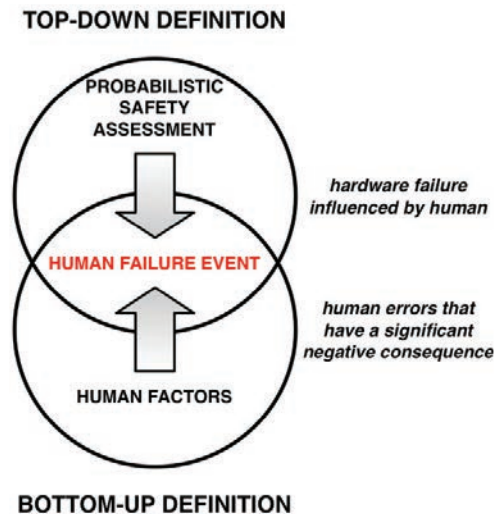 TOP-DOWN DEFINITION
PROBABILISTIC
SAFETY
ASSESSMENT
hardware failure
influenced by human
HUMAN FAILURE EVENT
human errors that
have a significant
negative consequence
HUMAN FACTORS
BOTTOM-UP DEFINITION